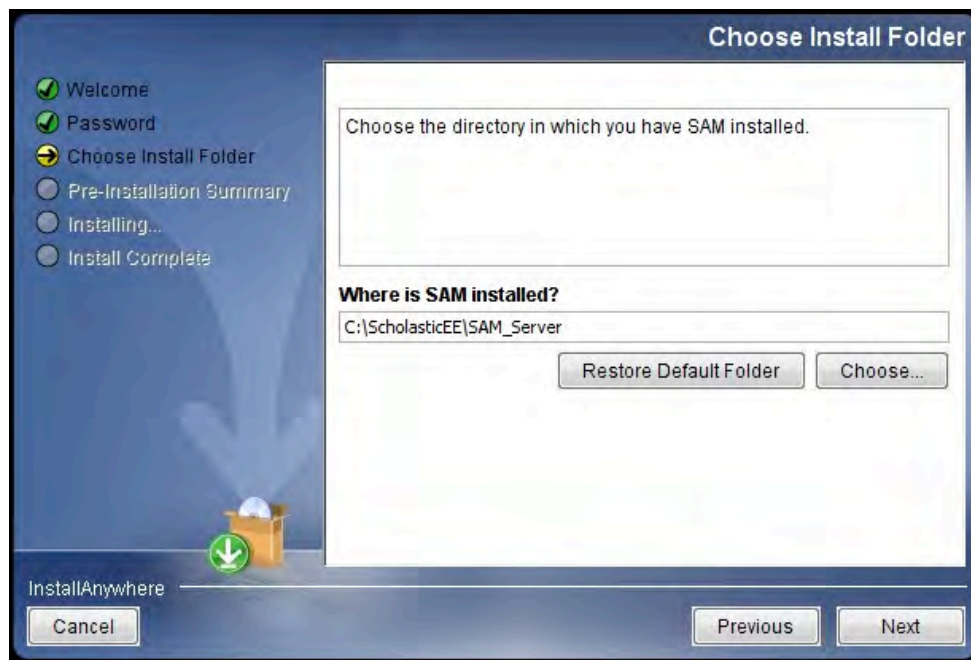 Choose Install Folder
Welcome
Password
Choose Install Folder
Pre-Installation Summary
Installing...
Install Complete
Choose the directory in which you have SAM installed.
Where is SAM installed?
C:\ScholasticEE\SAM_Server
Restore Default Folder
Choose...
InstallAnywhere
Cancel
Previous
Next